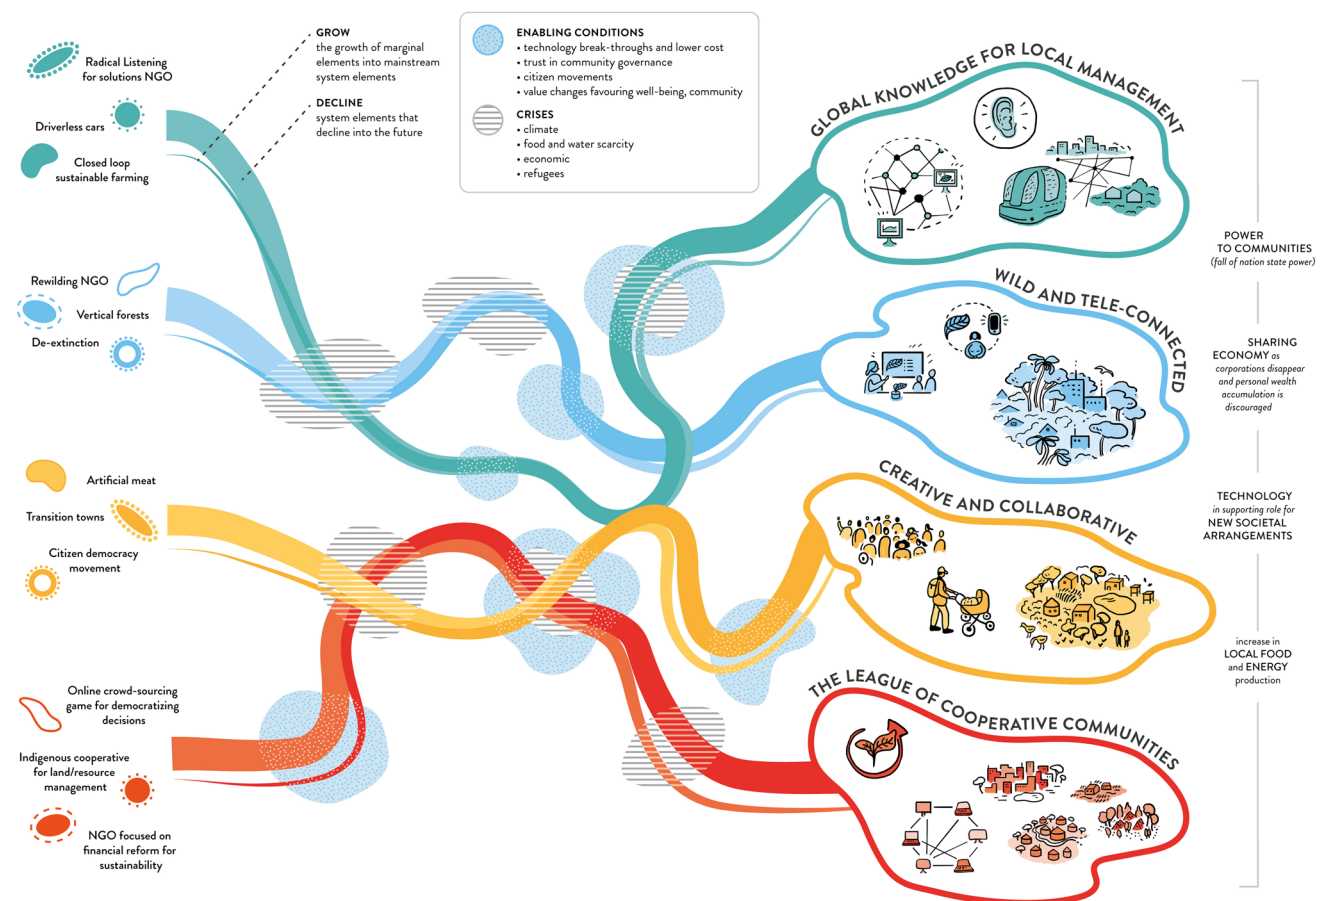 Radical Listening
for solutions NGO
Driverless cars
Closed loop
sustainable farming
GROW
the growth of marginal
elements into mainstream
system elements
DECLINE
system elements that
decline into the future
ENABLING CONDITIONS
• technology break-throughs and lower cost
• trust in community governance
• citizen movements
• value changes favouring well-being, community
CRISES
• climate
• food and water scarcity
• economic
• refugees
GLOBAL KNOWLEDGE FOR LOCAL MANAGEMENT
Rewilding NGO
Vertical forests
De-extinction
WILD AND TELE-CONNECTED
Artificial meat
Transition towns
Citizen democracy
movement
CREATIVE AND COLLABORATIVE
Online crowd-sourcing
game for democratizing
decisions
Indigenous cooperative
for land/resource
management
NGO focused on
financial reform for
sustainability
THE LEAGUE OF COOPERATIVE COMMUNITIES
POWER
TO COMMUNITIES
(fall of nation state power)
SHARING
ECONOMY as
corporations disappear
and personal wealth
accumulation is
discouraged
TECHNOLOGY
in supporting role for
NEW SOCIETAL
ARRANGEMENTS
increase in
LOCAL FOOD
and ENERGY
production